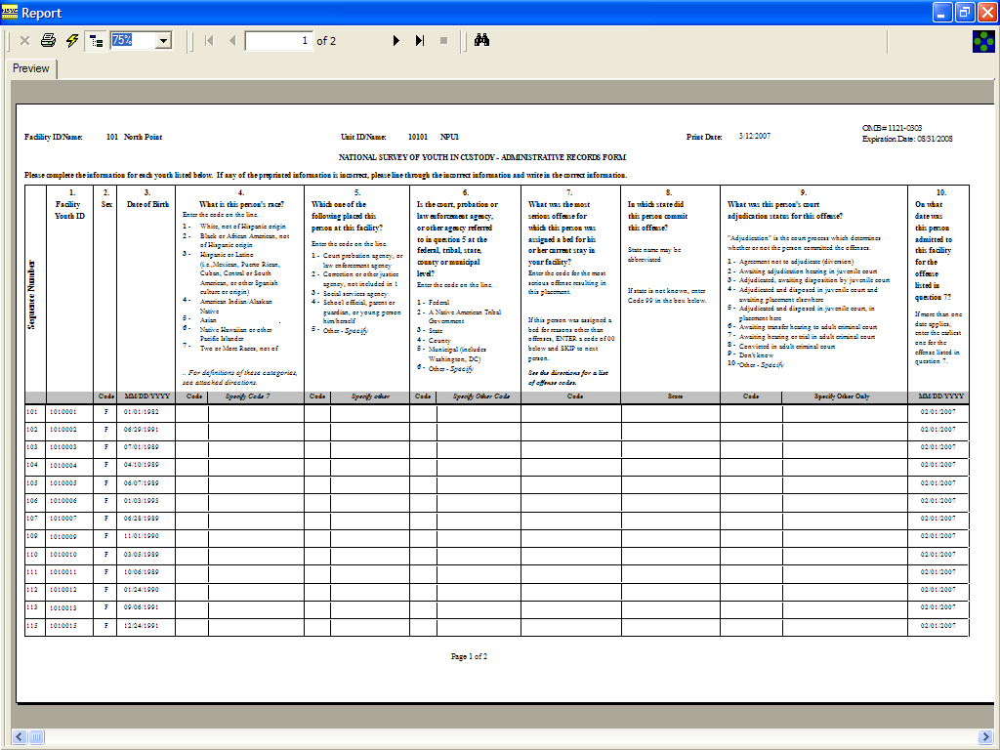 Report
75%
1 of 2
Preview
Facility ID/Name: 101 North Point Unit ID/Name: 10101 NPU1 Print Date: 3/12/2007
OMB# 1121-0303
Expiration Date: 08/31/2008
NATIONAL SURVEY OF YOUTH IN CUSTODY - ADMINISTRATIVE RECORDS FORM
Please complete the information for each youth listed below. If any of the preprinted information is incorrect, please line through the incorrect information and write in the correct information.
Sequence Number
1.
Facility
Youth ID
2.
Sex
3.
Date of Birth
4.
What is this person's race?
Enter the code on the line.
1 - White, not of Hispanic origin
2 - Black or African American, not
of Hispanic origin
3 - Hispanic or Latino
(i.e.,Mexican, Puerto Rican,
Cuban, Central or South
American, or other Spanish
culture or origin)
4 - American Indian/Alaskan
Native
5 - Asian
6 - Native Hawaiian or other
Pacific Islander
7 - Two or More Races, not of
.. For definitions of these categories,
see attached directions.
5.
Which one of the
following placed this
person at this facility?
Enter the code on the line.
1 - Court probation agency, or
law enforcement agency
2 - Correction or other justice
agency, not included in 1
3 - Social services agency
4 - School official, parent or
guardian, or young person
him/herself
5 - Other - Specify
6.
Is the court, probation or
law enforcement agency,
or other agency referred
to in question 5 at the
federal, tribal, state,
county or municipal
level?
Enter the code on the line.
1 - Federal
2 - A Native American Tribal
Government
3 - State
4 - County
5 - Municipal (includes
Washington, DC)
6 - Other - Specify
7.
What was the most
serious offense for
which this person was
assigned a bed for his
or her current stay in
your facility?
Enter the code for the most
serious offense resulting in
this placement.
If this person was assigned a
bed for reasons other than
offenses, ENTER a code of 00
below and SKIP to next
person.
See the directions for a list
of offense codes.
8.
In which state did
this person commit
this offense?
State name may be
abbreviated
If state is not known, enter
Code 99 in the box below.
9.
What was this person's court
adjudication status for this offense?
"Adjudication" is the court process which determines
whether or not the person committed the offenses.
1 - Agreement not to adjudicate (diversion)
2 - Awaiting adjudication hearing in juvenile court
3 - Adjudicated, awaiting disposition by juvenile court
4 - Adjudicated and disposed in juvenile court and
awaiting placement elsewhere
5 - Adjudicated and disposed in juvenile court, in
placement here
6 - Awaiting transfer hearing to adult criminal court
7 - Awaiting hearing or trial in adult criminal court
8 - Convicted in adult criminal court
9 - Don't know
10 - Other - Specify
10.
On what
date was
this person
admitted to
this facility
for the
offense
listed in
question 7?
If more than one
date applies,
enter the earliest
one for the
offense listed in
question 7.
Code MM/DD/YYYY Code Specify Code 7 Code Specify other Code Specify Other Code Code State Code Specify Other Only MM/DD/YYYY
101 1010001 F 01/01/1982 02/01/2007
102 1010002 F 06/29/1991 02/01/2007
103 1010003 F 07/01/1989 02/01/2007
104 1010004 F 04/10/1989 02/01/2007
105 1010005 F 06/07/1989 02/01/2007
106 1010006 F 01/03/1993 02/01/2007
107 1010007 F 06/28/1989 02/01/2007
109 1010009 F 11/01/1990 02/01/2007
110 1010010 F 03/05/1989 02/01/2007
111 1010011 F 10/06/1989 02/01/2007
112 1010012 F 01/24/1990 02/01/2007
113 1010013 F 09/06/1991 02/01/2007
115 1010015 F 12/24/1991 02/01/2007
Page 1 of 2